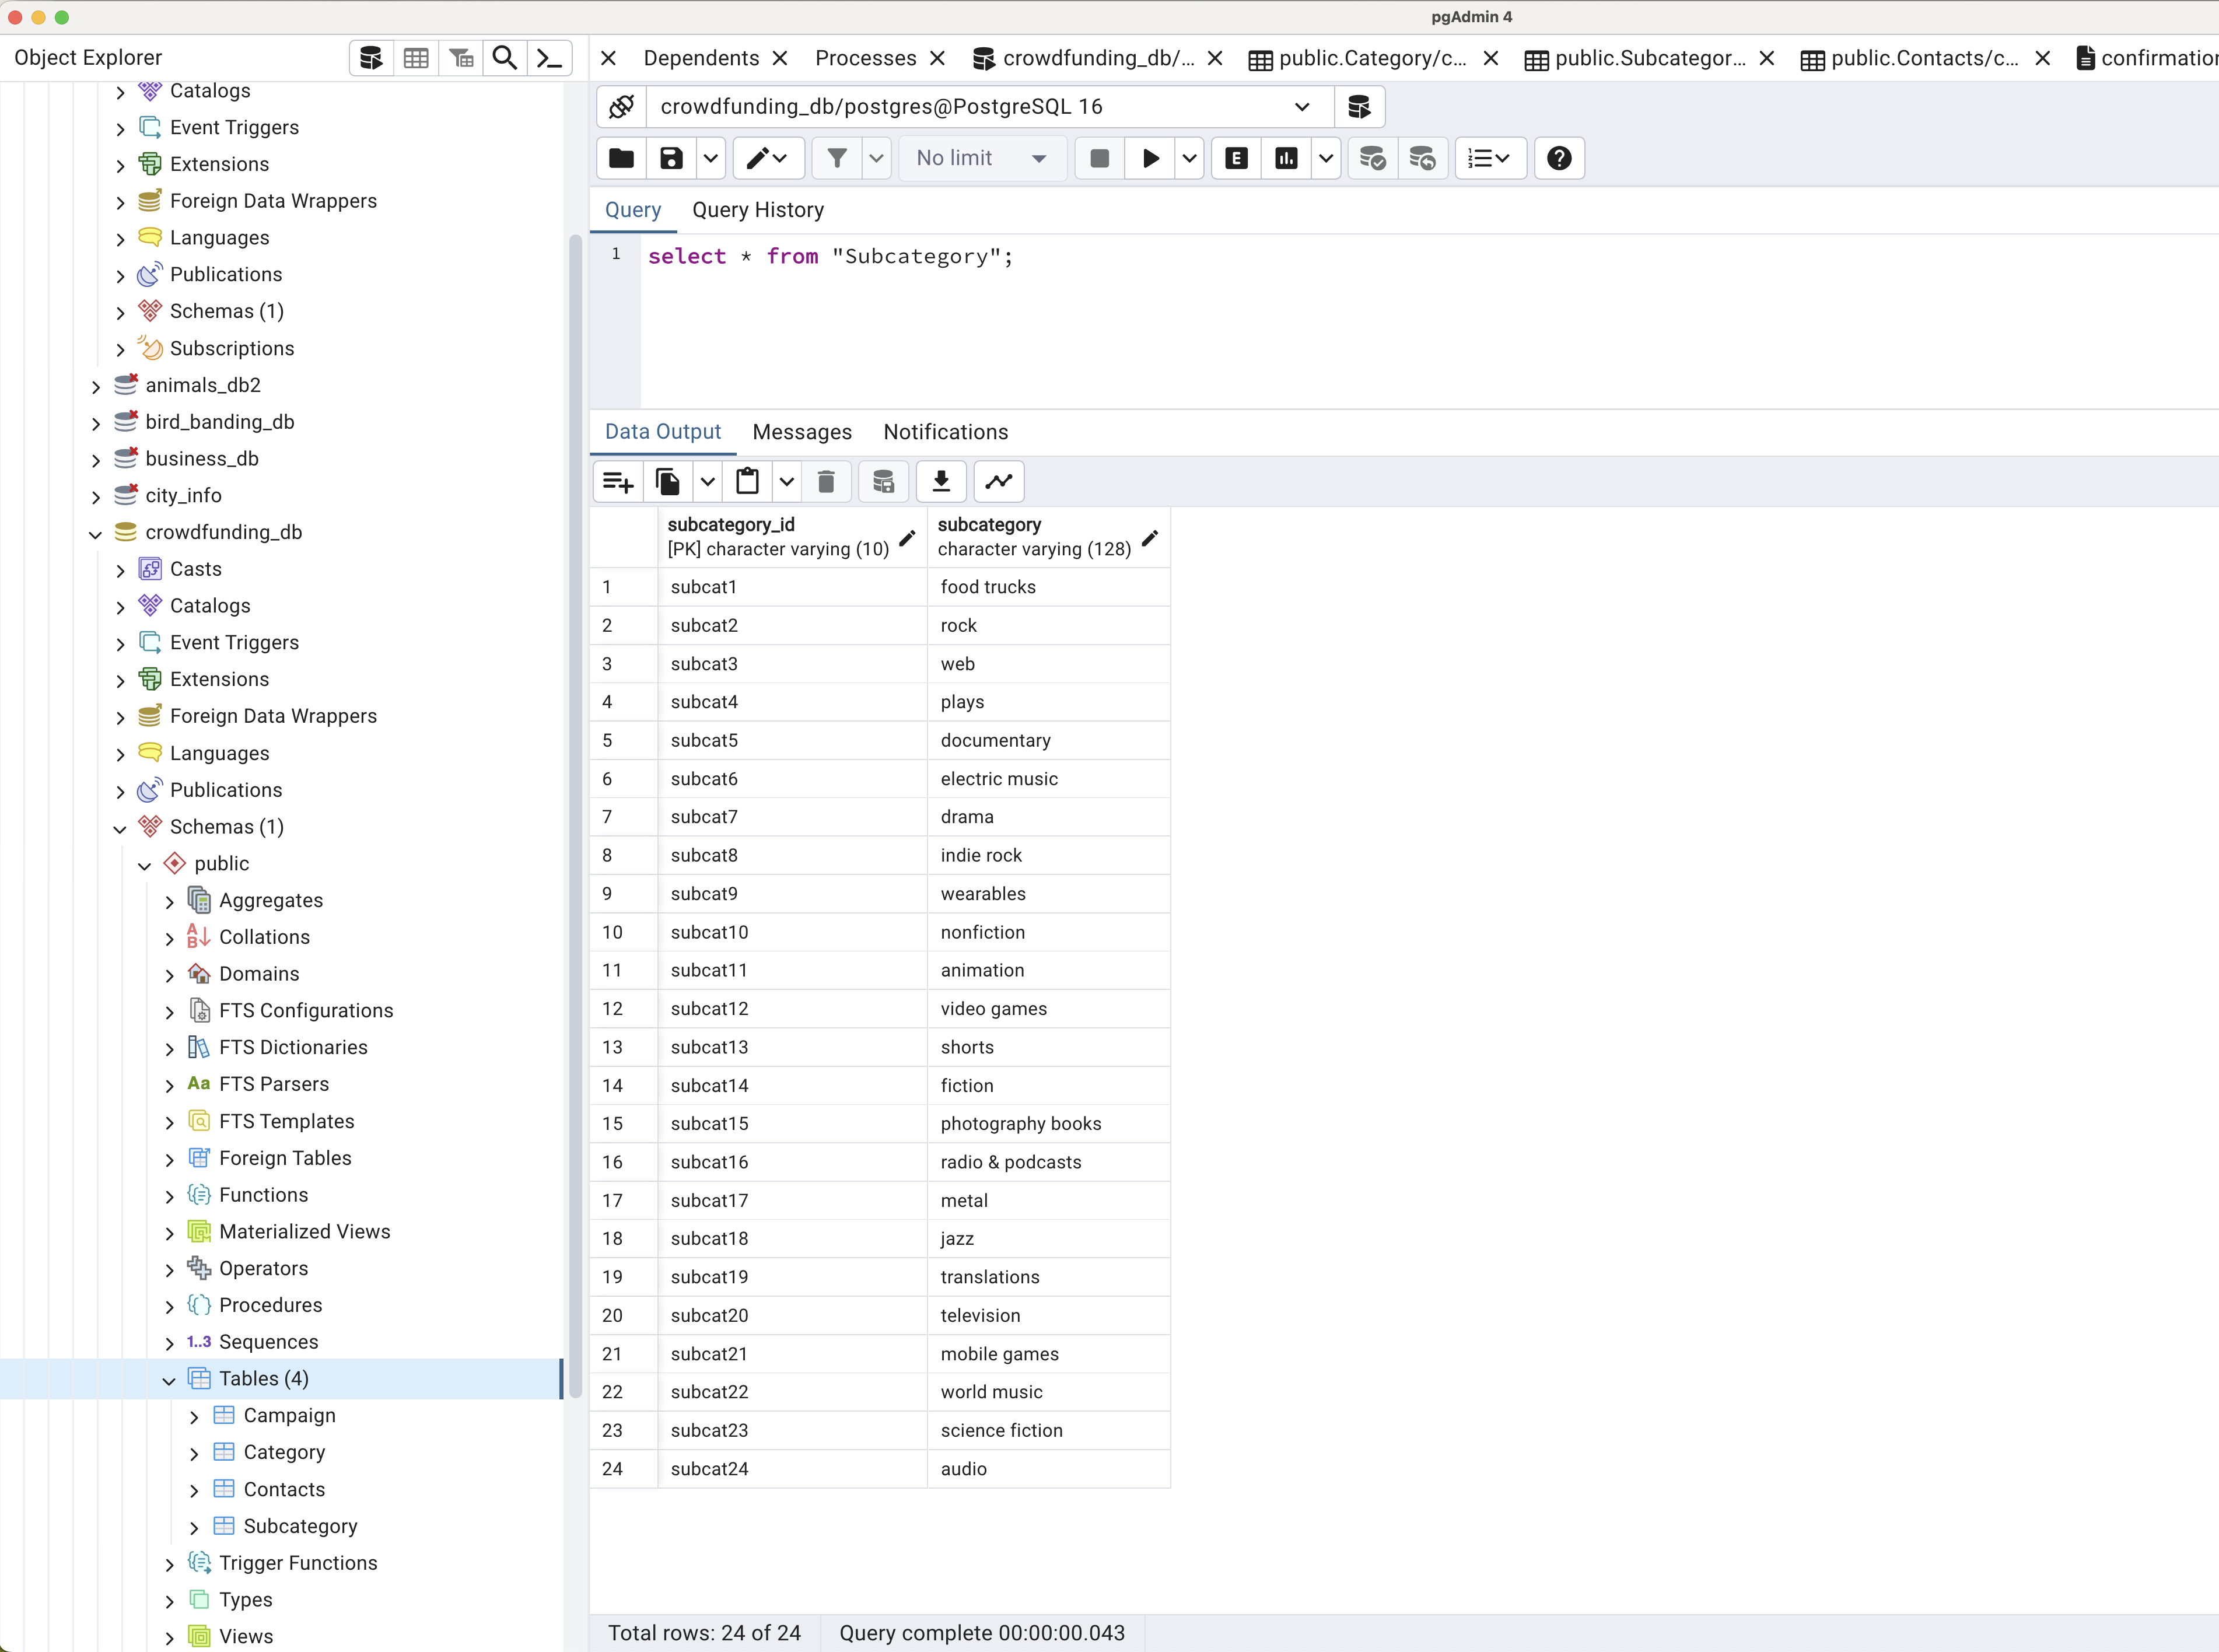 pgAdmin 4
Object Explorer
Dependents
Processes
crowdfunding_db/...
public.Category/c...
public.Subcategor...
public.Contacts/c...
confirmation
Catalogs
Event Triggers
Extensions
Foreign Data Wrappers
Languages
Publications
Schemas (1)
Subscriptions
animals_db2
bird_banding_db
business_db
city_info
crowdfunding_db
Casts
Catalogs
Event Triggers
Extensions
Foreign Data Wrappers
Languages
Publications
Schemas (1)
public
Aggregates
Collations
Domains
FTS Configurations
FTS Dictionaries
Aa FTS Parsers
FTS Templates
Foreign Tables
Functions
Materialized Views
Operators
Procedures
1..3 Sequences
Tables (4)
Campaign
Category
Contacts
Subcategory
Trigger Functions
Types
Views
crowdfunding_db/postgres@PostgreSQL 16
No limit
E
Query Query History
1 select * from "Subcategory";
Data Output Messages Notifications
subcategory_id subcategory
[PK] character varying (10) character varying (128)
1 subcat1 food trucks
2 subcat2 rock
3 subcat3 web
4 subcat4 plays
5 subcat5 documentary
6 subcat6 electric music
7 subcat7 drama
8 subcat8 indie rock
9 subcat9 wearables
10 subcat10 nonfiction
11 subcat11 animation
12 subcat12 video games
13 subcat13 shorts
14 subcat14 fiction
15 subcat15 photography books
16 subcat16 radio & podcasts
17 subcat17 metal
18 subcat18 jazz
19 subcat19 translations
20 subcat20 television
21 subcat21 mobile games
22 subcat22 world music
23 subcat23 science fiction
24 subcat24 audio
Total rows: 24 of 24 Query complete 00:00:00.043